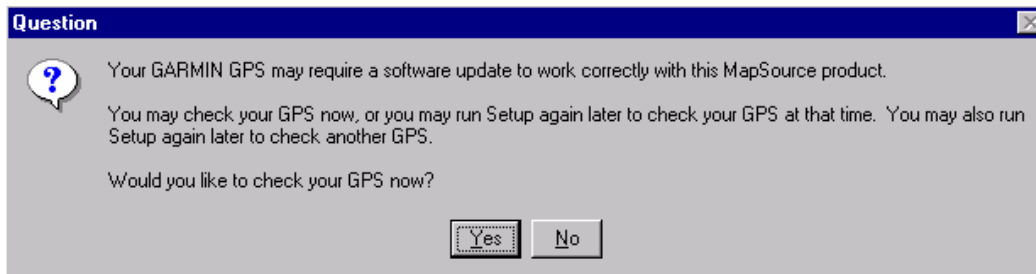 Question
Your GARMIN GPS may require a software update to work correctly with this MapSource product.
You may check your GPS now, or you may run Setup again later to check your GPS at that time.  You may also run
Setup again later to check another GPS.
Would you like to check your GPS now?
Yes
No